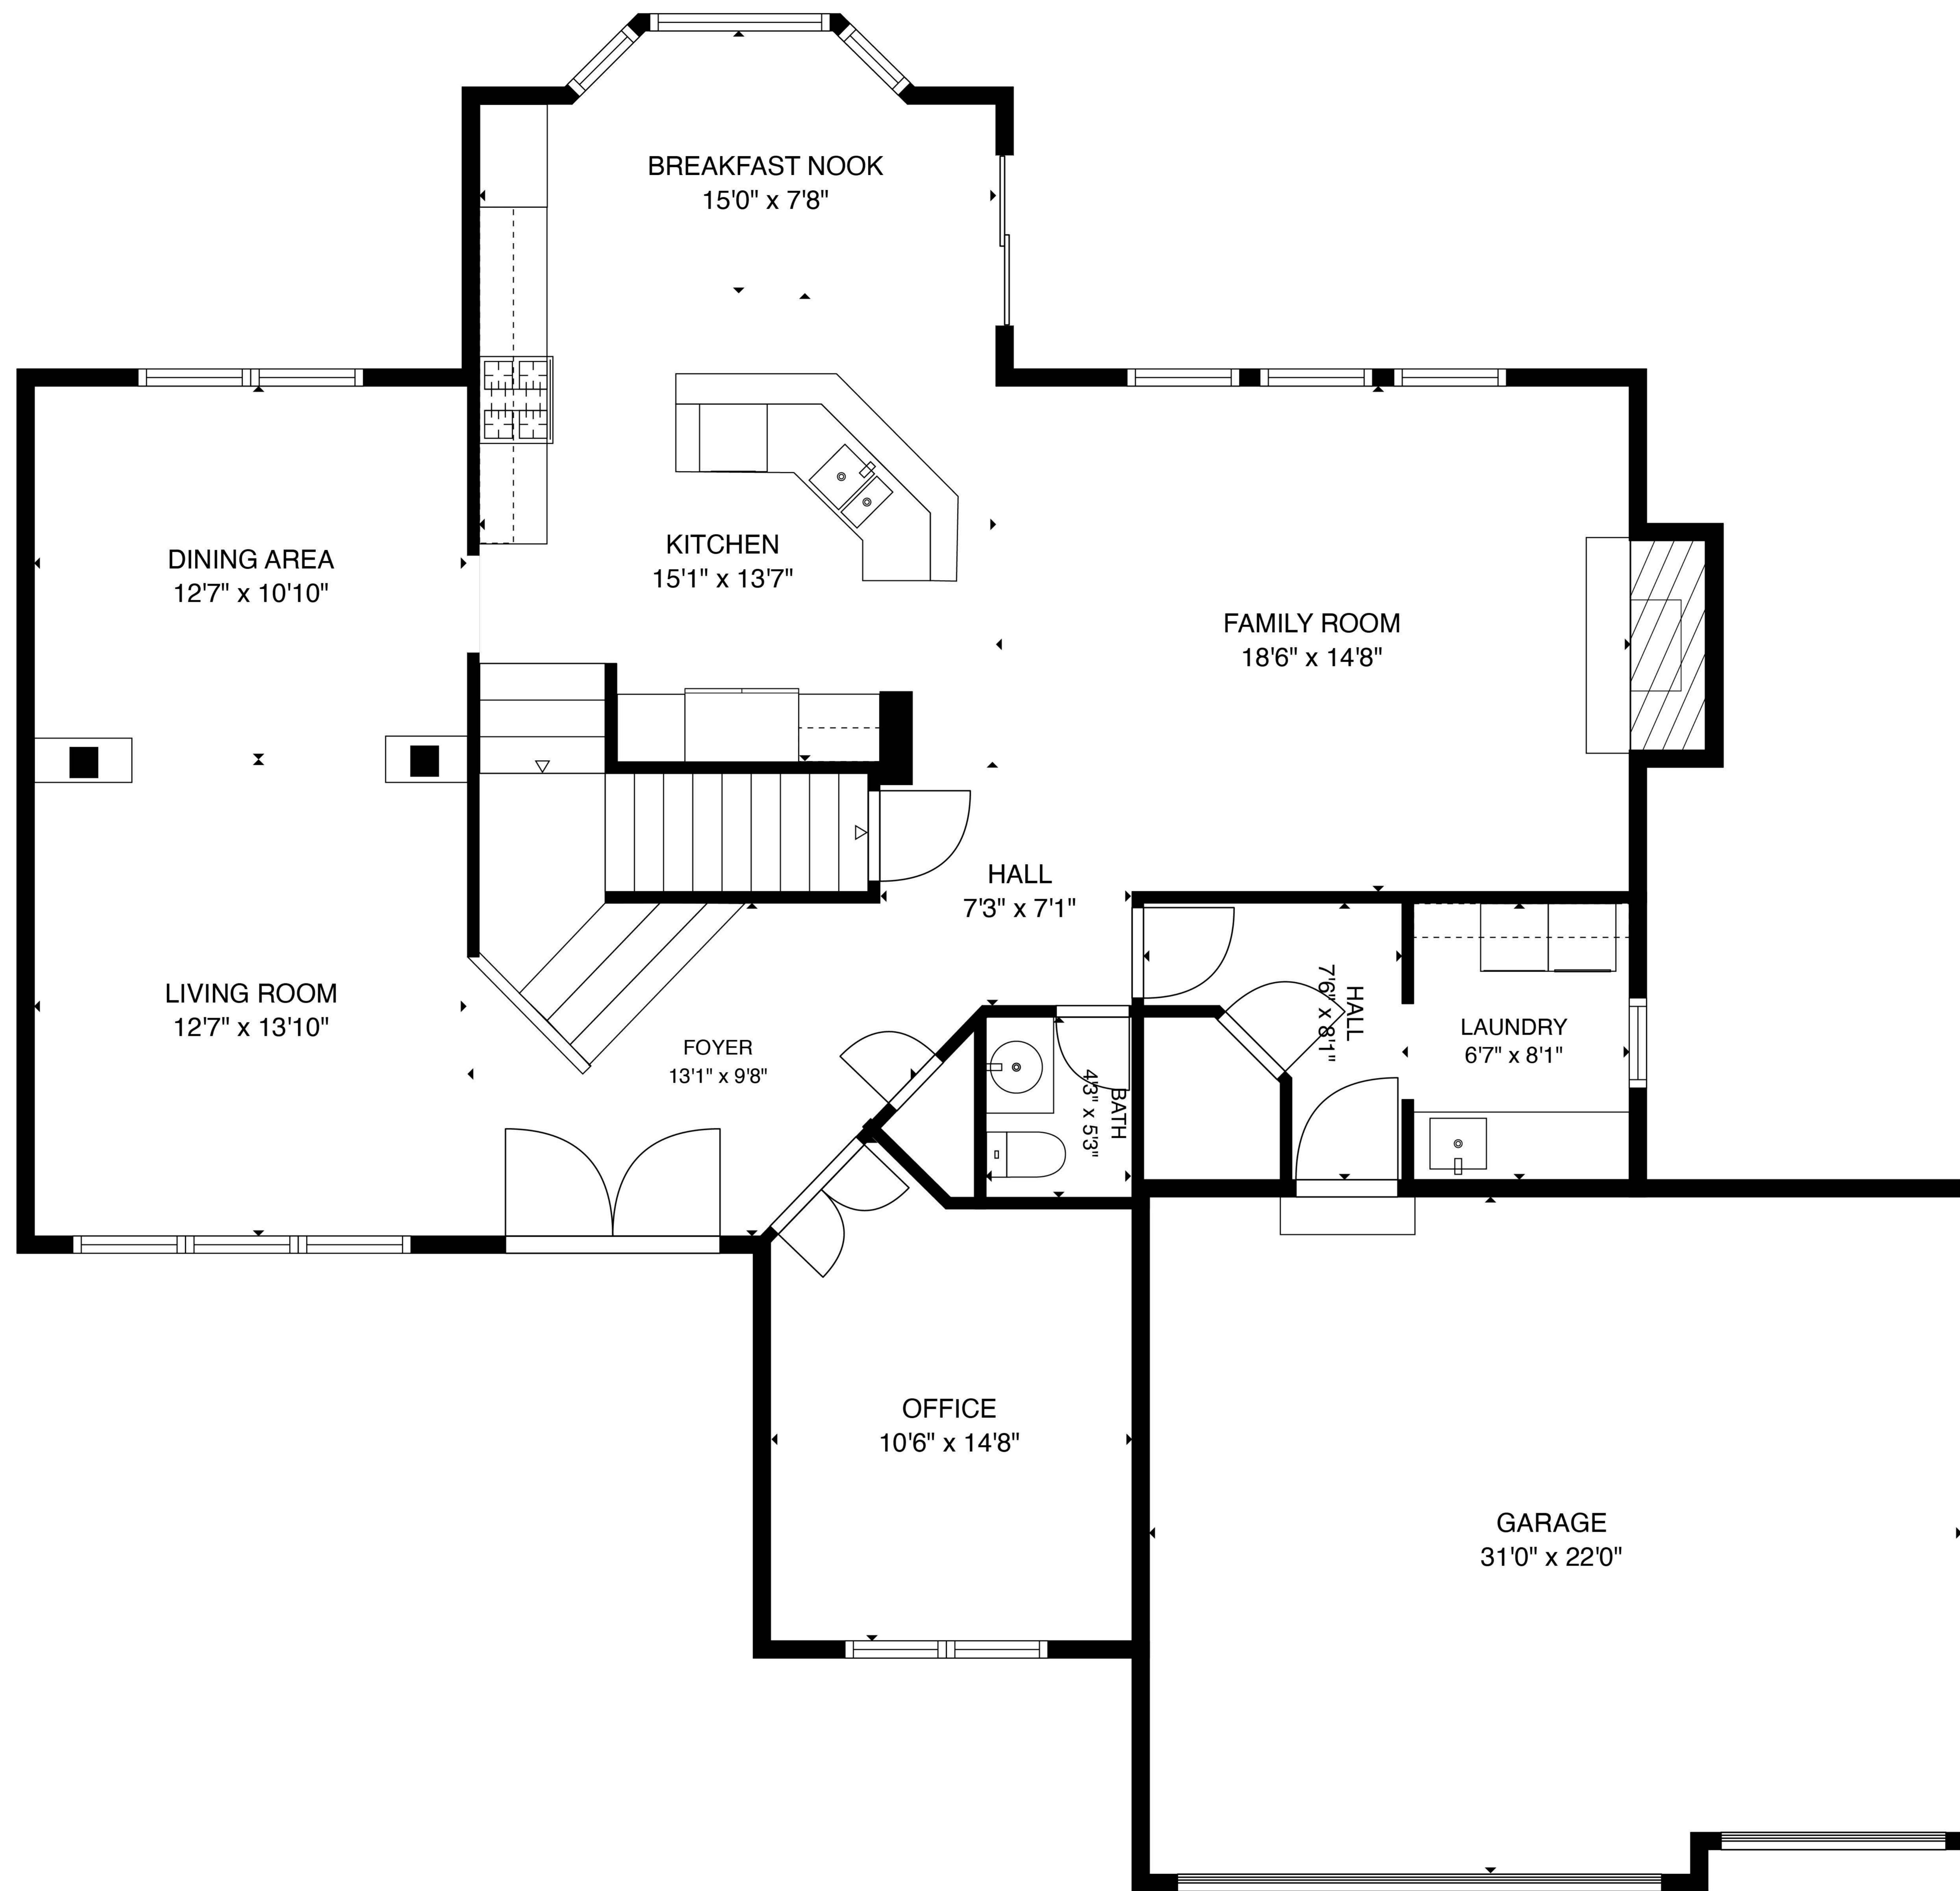 BREAKFAST NOOK
15'0" x 7'8"
DINING AREA
12'7" x 10'10"
KITCHEN
15'1" x 13'7"
FAMILY ROOM
18'6" x 14'8"
HALL
7'3" x 7'1"
LIVING ROOM
12'7" x 13'10"
FOYER
13'1" x 9'8"
HALL
7'6" x 8'1"
LAUNDRY
6'7" x 8'1"
BATH
4'3" x 5'3"
OFFICE
10'6" x 14'8"
GARAGE
31'0" x 22'0"